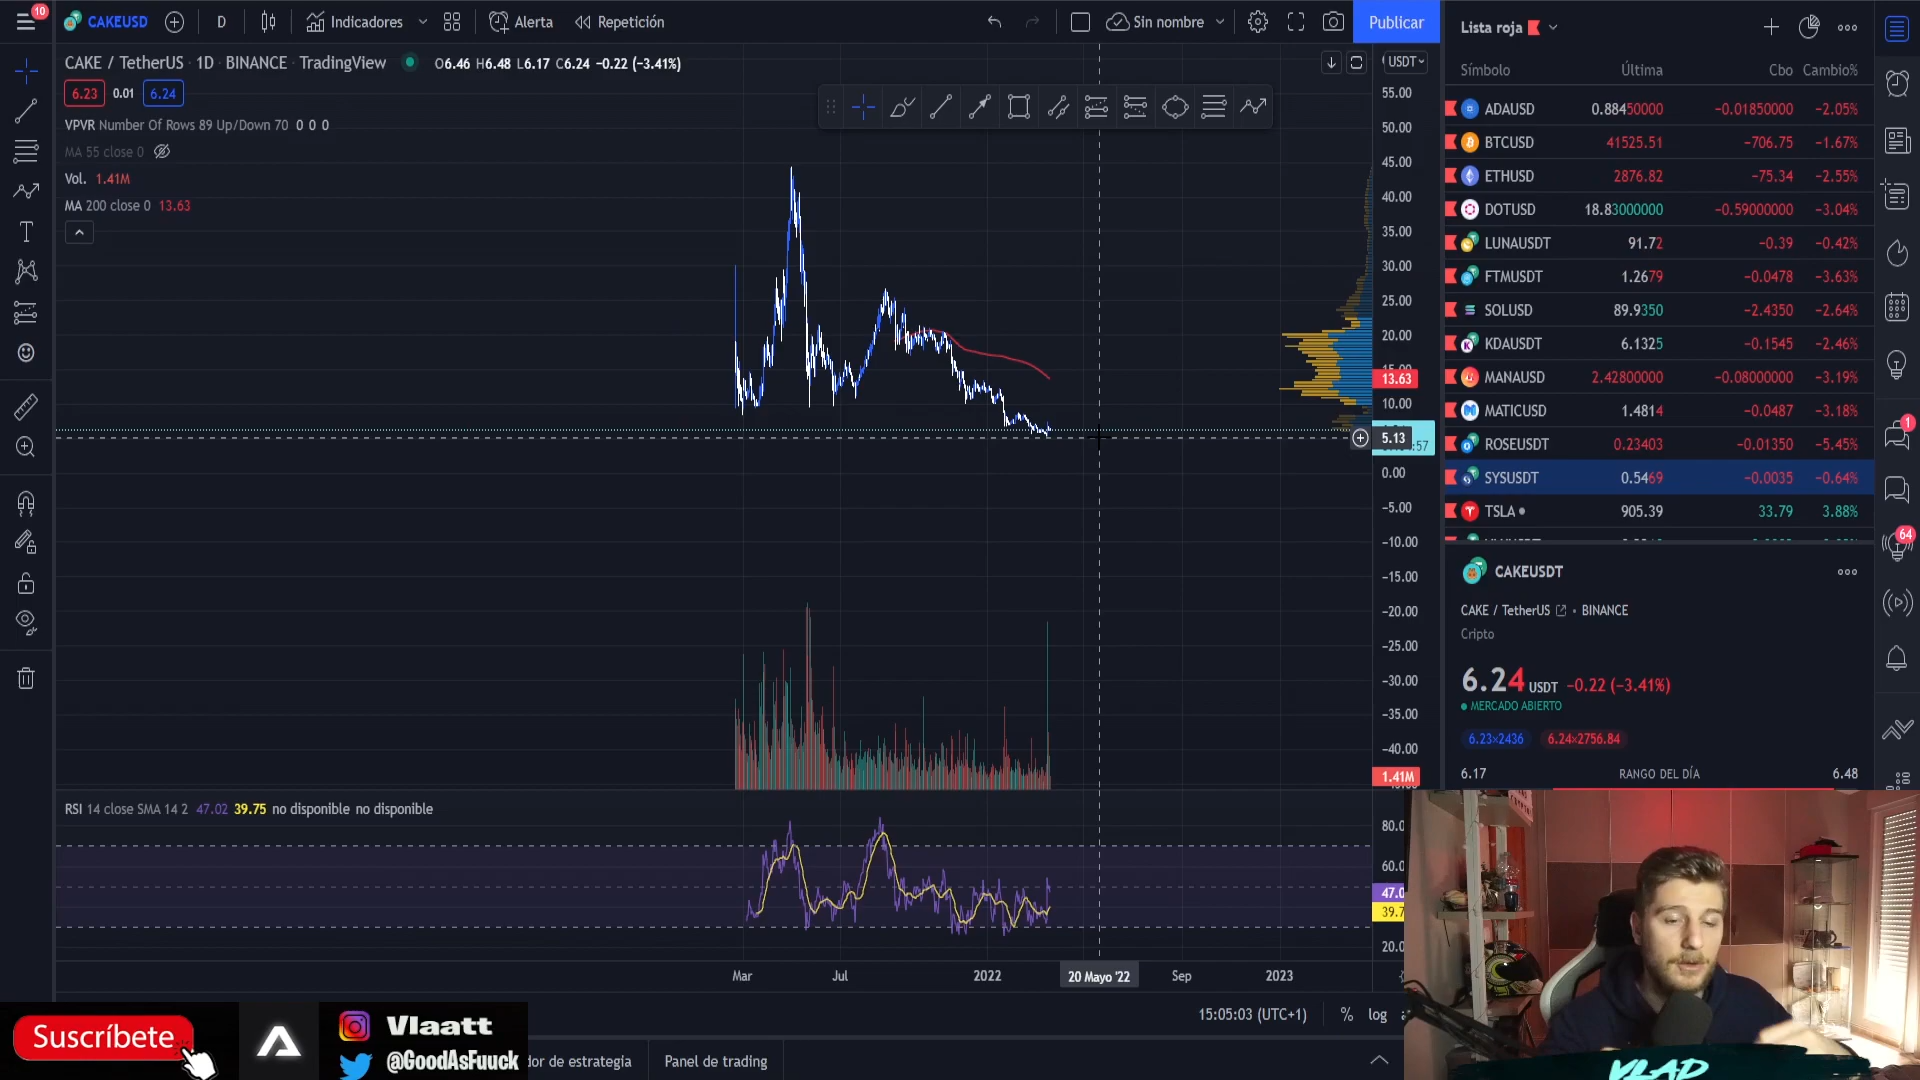 10
CAKEUSD
D
Indicadores
Alerta
Repetición
Sin nombre
Publicar
Lista roja
CAKE / TetherUS · 1D · BINANCE · TradingView
O6.46 H6.48 L6.17 C6.24 −0.22 (−3.41%)
USDT
6.23 0.01 6.24
VPVR Number Of Rows 89 Up/Down 70 0 0 0
MA 55 close 0
Vol. 1.41M
MA 200 close 0 13.63
55.00
50.00
45.00
40.00
35.00
30.00
25.00
20.00
15.00
13.63
10.00
5.13
:57
0.00
−5.00
−10.00
−15.00
−20.00
−25.00
−30.00
−35.00
−40.00
1.41M
RSI 14 close SMA 14 2 47.02 39.75 no disponible no disponible
80.0
60.0
47.0
39.7
20.0
Mar Jul 2022 20 Mayo '22 Sep 2023
15:05:03 (UTC+1) % log
dor de estrategia
Panel de trading
Símbolo Última Cbo Cambio%
ADAUSD 0.88450000 −0.01850000 −2.05%
BTCUSD 41525.51 −706.75 −1.67%
ETHUSD 2876.82 −75.34 −2.55%
DOTUSD 18.83000000 −0.59000000 −3.04%
LUNAUSDT 91.72 −0.39 −0.42%
FTMUSDT 1.2679 −0.0478 −3.63%
SOLUSD 89.9350 −2.4350 −2.64%
KDAUSDT 6.1325 −0.1545 −2.46%
MANAUSD 2.42800000 −0.08000000 −3.19%
MATICUSD 1.4814 −0.0487 −3.18%
ROSEUSDT 0.23403 −0.01350 −5.45%
SYSUSDT 0.5469 −0.0035 −0.64%
TSLA 905.39 33.79 3.88%
CAKEUSDT
CAKE / TetherUS • BINANCE
Cripto
6.24 USDT −0.22 (−3.41%)
MERCADO ABIERTO
6.23×2436 6.24×2756.84
6.17 RANGO DEL DÍA 6.48
1
64
Suscríbete
Vlaatt
@GoodAsFuuck
VLAD